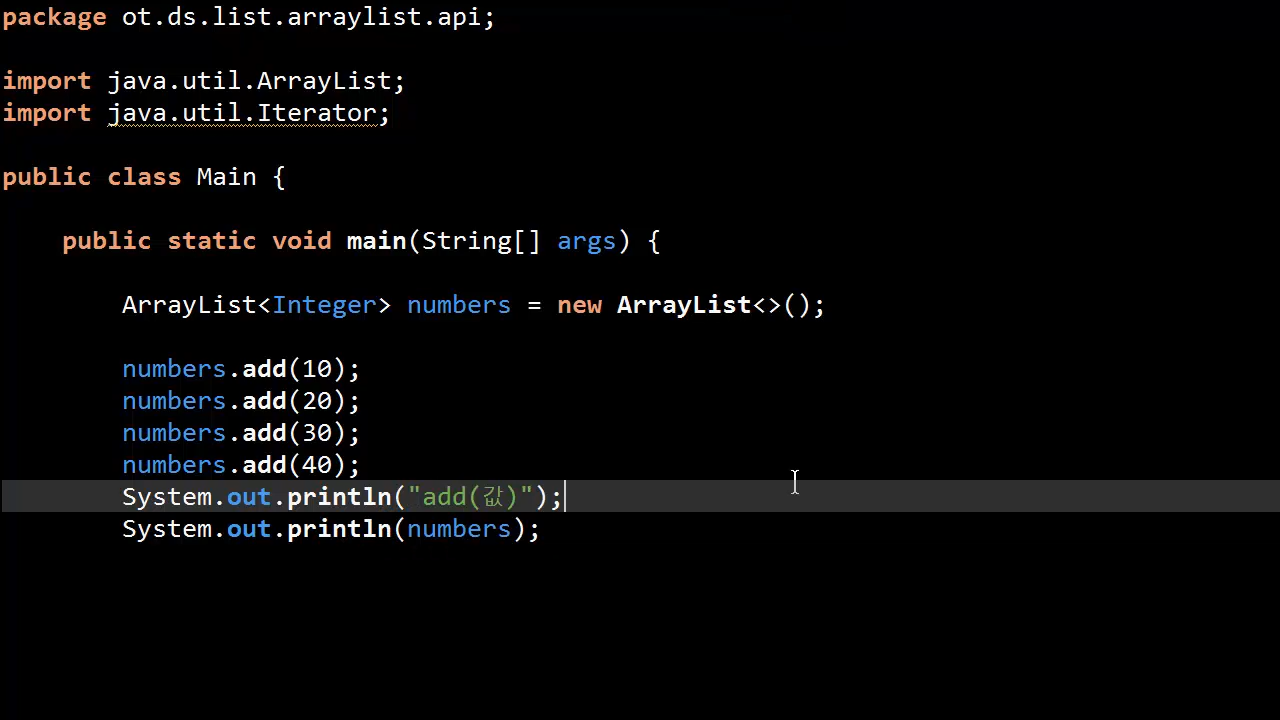 package ot.ds.list.arraylist.api;
import java.util.ArrayList;
import java.util.Iterator;
public class Main {
public static void main(String[] args) {
ArrayList<Integer> numbers = new ArrayList<>();
numbers.add(10);
numbers.add(20);
numbers.add(30);
numbers.add(40);
System.out.println("add(값)");
System.out.println(numbers);